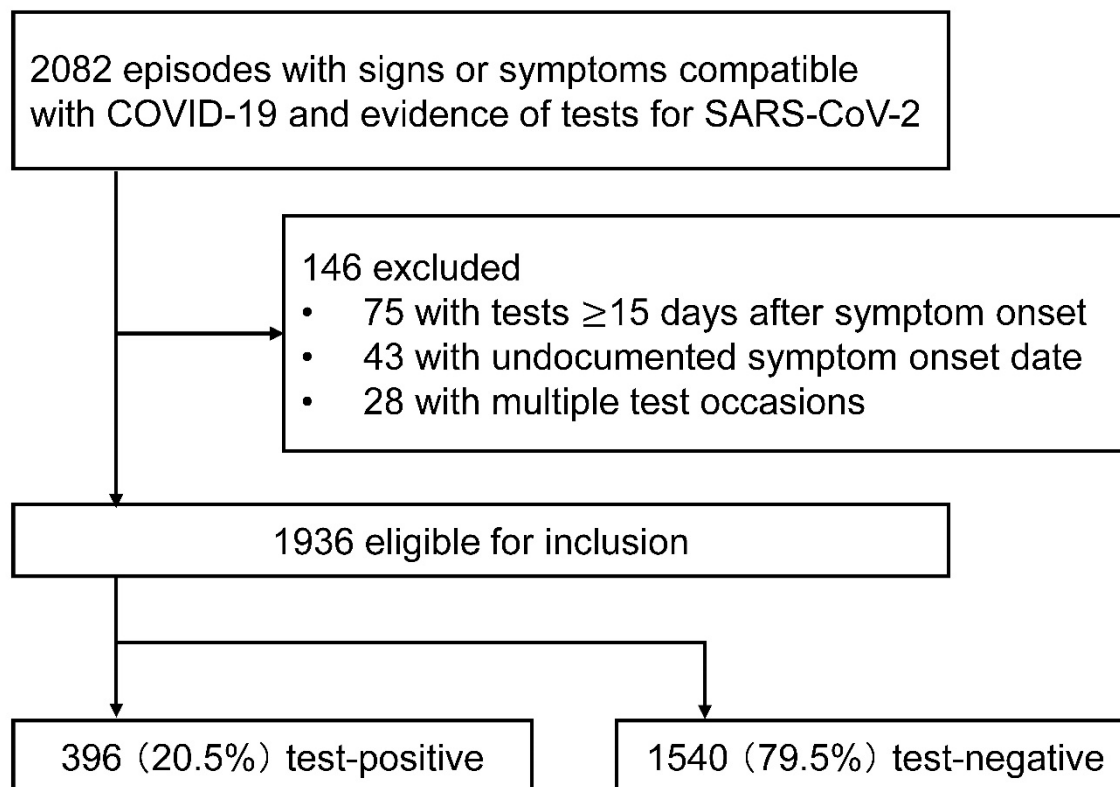 2082 episodes with signs or symptoms compatible
with COVID-19 and evidence of tests for SARS-CoV-2
146 excluded
• 75 with tests ≥15 days after symptom onset
• 43 with undocumented symptom onset date
• 28 with multiple test occasions
1936 eligible for inclusion
396（20.5%）test-positive
1540（79.5%）test-negative